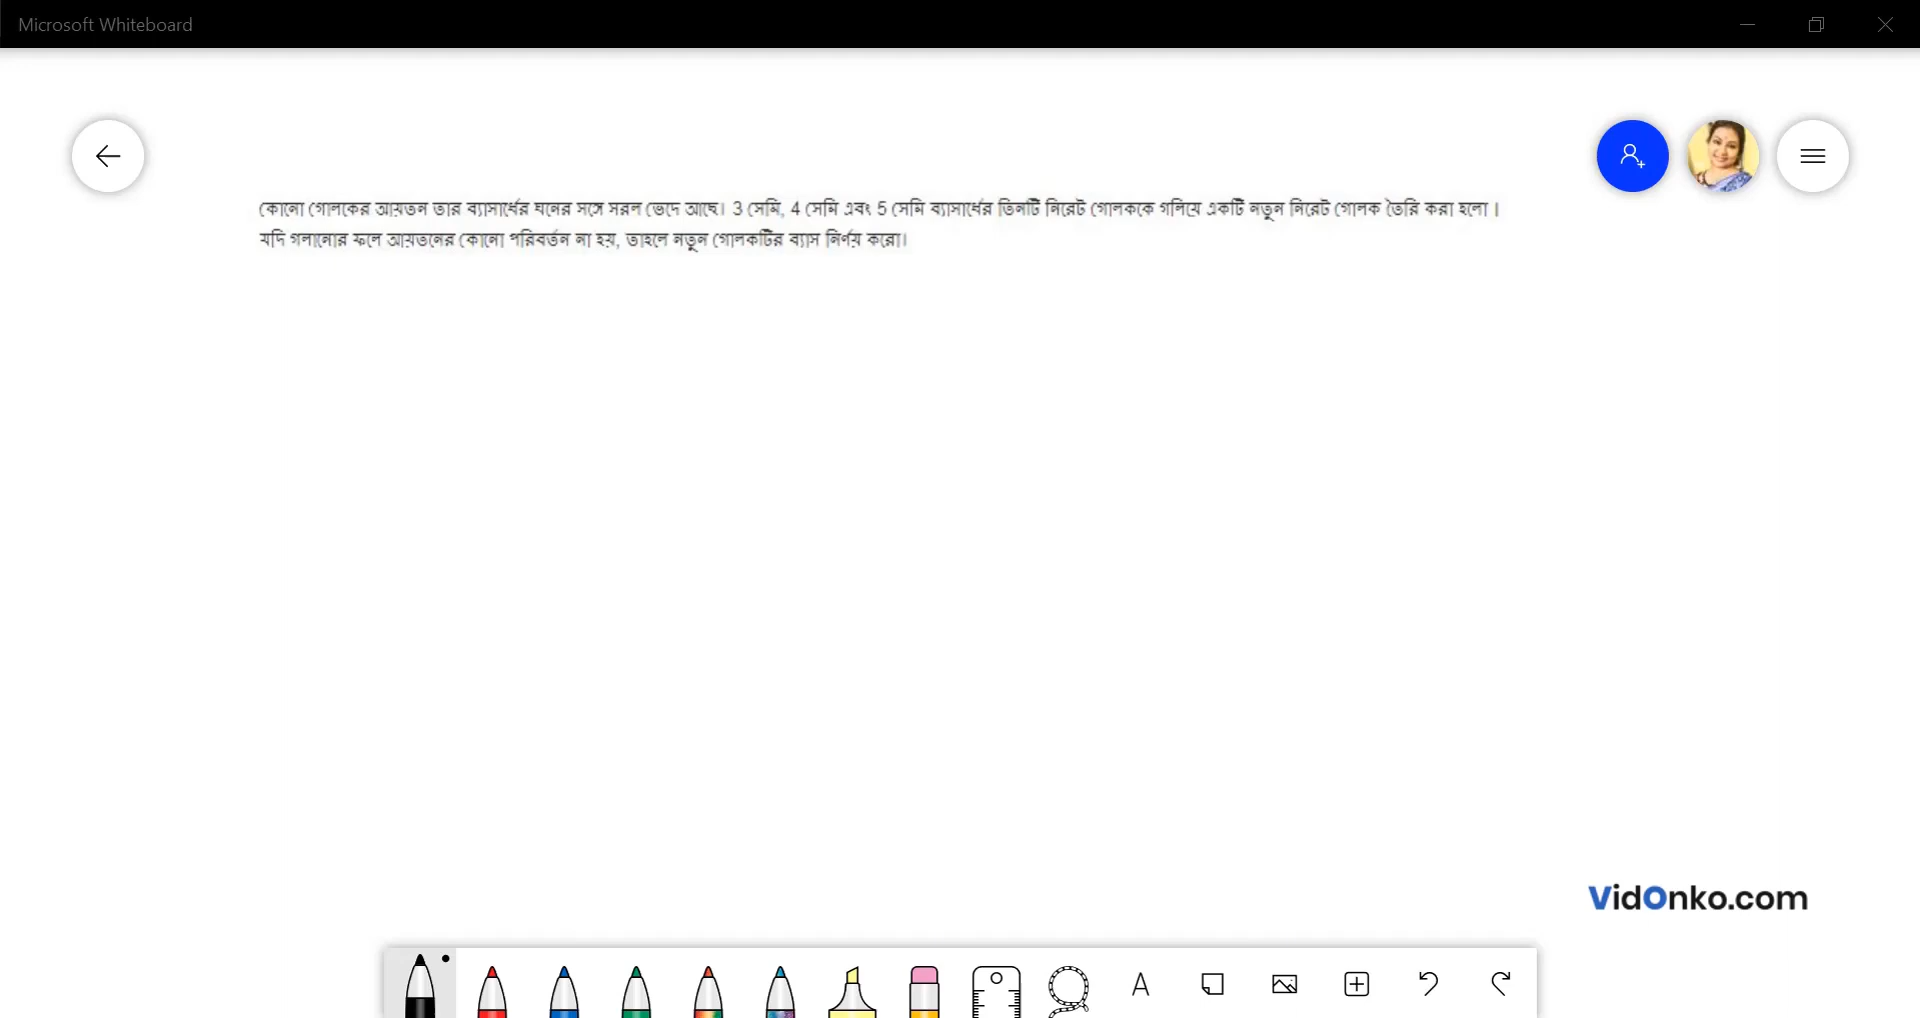 Microsoft Whiteboard
কোনো গোলকের আয়তন তার ব্যাসার্ধের ঘনের সঙ্গে সরল ভেদে আছে। 3 সেমি, 4 সেমি এবং 5 সেমি ব্যাসার্ধের তিনটি নিরেট গোলককে গলিয়ে একটি নতুন নিরেট গোলক তৈরি করা হলো ।
যদি গলানোর ফলে আয়তনের কোনো পরিবর্তন না হয়, তাহলে নতুন গোলকটির ব্যাস নির্ণয় করো।
VidOnko.com
A